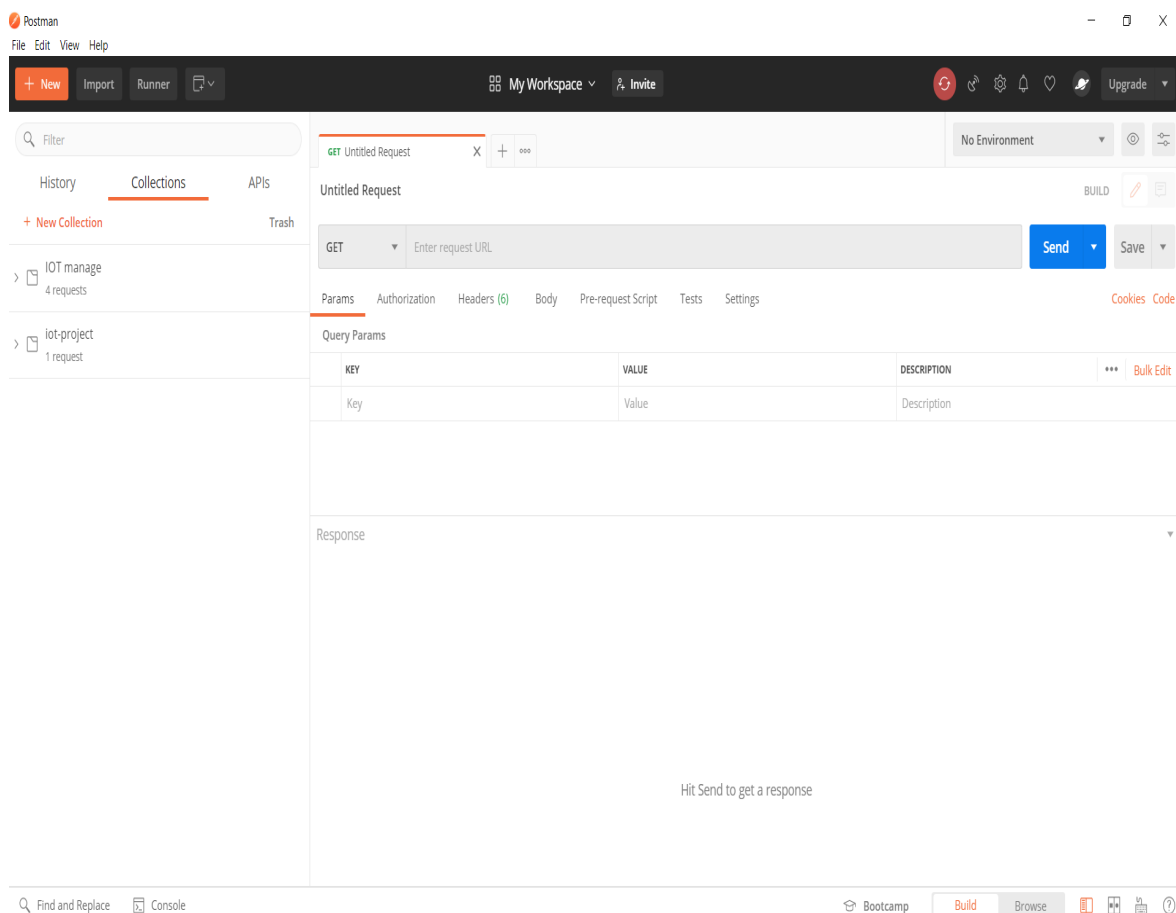 Postman
File Edit View Help
+ New Import Runner My Workspace Invite Upgrade
Filter
History Collections APIs
+ New Collection Trash
IOT manage
4 requests
iot-project
1 request
GET Untitled Request X + ooo No Environment
Untitled Request BUILD
GET Enter request URL Send Save
Params Authorization Headers (6) Body Pre-request Script Tests Settings Cookies Code
Query Params
KEY VALUE DESCRIPTION ••• Bulk Edit
Key Value Description
Response
Hit Send to get a response
Find and Replace Console Bootcamp Build Browse